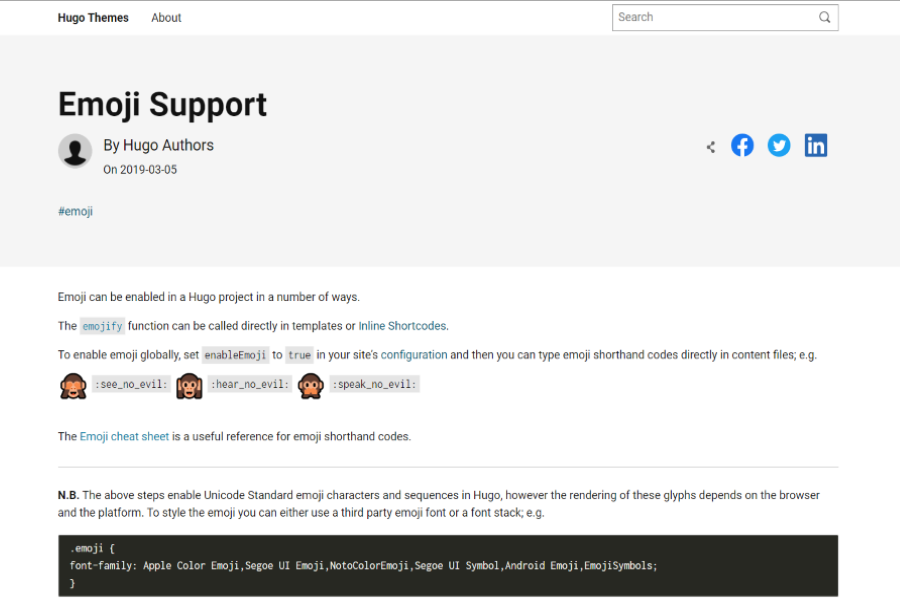 Hugo Themes About Search
Emoji Support
By Hugo Authors
On 2019-03-05
#emoji
Emoji can be enabled in a Hugo project in a number of ways.
The emojify function can be called directly in templates or Inline Shortcodes.
To enable emoji globally, set enableEmoji to true in your site's configuration and then you can type emoji shorthand codes directly in content files; e.g.
:see_no_evil: :hear_no_evil: :speak_no_evil:
The Emoji cheat sheet is a useful reference for emoji shorthand codes.
N.B. The above steps enable Unicode Standard emoji characters and sequences in Hugo, however the rendering of these glyphs depends on the browser
and the platform. To style the emoji you can either use a third party emoji font or a font stack; e.g.
.emoji {
font-family: Apple Color Emoji,Segoe UI Emoji,NotoColorEmoji,Segoe UI Symbol,Android Emoji,EmojiSymbols;
}